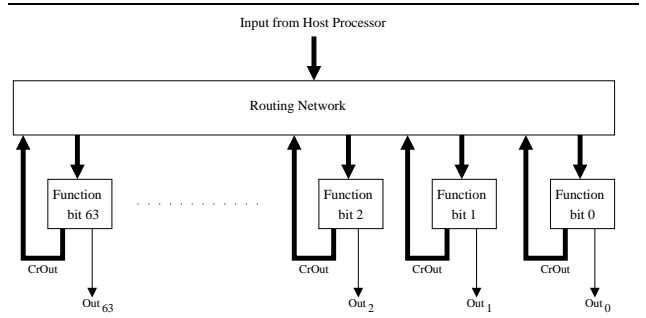 Input from Host Processor
Routing Network
Function bit 63
Function bit 2
Function bit 1
Function bit 0
CrOut
CrOut
CrOut
CrOut
Out 63
Out 2
Out 1
Out 0